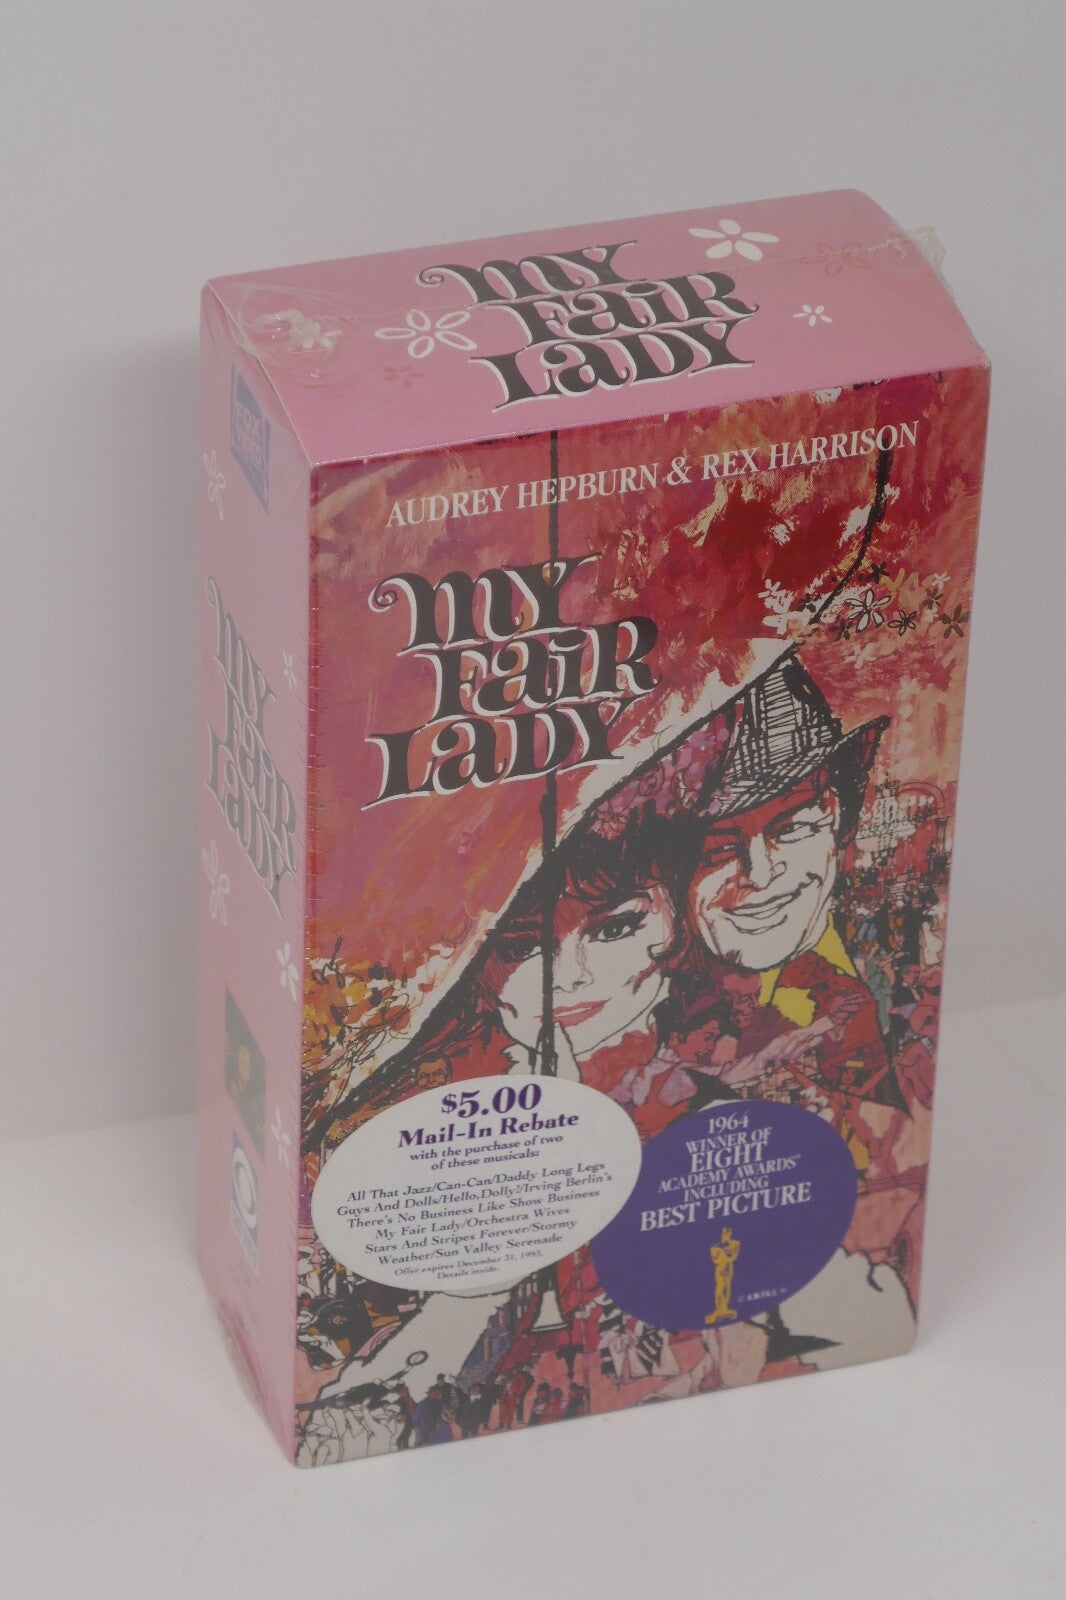 MY
FAIR
LADY
AUDREY HEPBURN & REX HARRISON
MY
FAIR
LADY
FOX
VIDEO
MY
FAIR
LADY
$5.00
Mail-In Rebate
with the purchase of two
of these musicals:
All That Jazz/Can-Can/Daddy Long Legs
Guys And Dolls/Hello, Dolly!/Irving Berlin's
There's No Business Like Show Business
My Fair Lady/Orchestra Wives
Stars And Stripes Forever/Stormy
Weather/Sun Valley Serenade
Offer expires December 31, 1993.
Details inside.
1964
WINNER OF
EIGHT
ACADEMY AWARDS
INCLUDING
BEST PICTURE